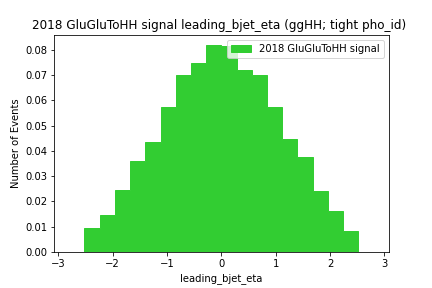 2018 GluGluToHH signal leading_bjet_eta (ggHH; tight pho_id)
2018 GluGluToHH signal
Number of Events
0.08
0.07
0.06
0.05
0.04
0.03
0.02
0.01
0.00
−3 −2 −1 0 1 2 3
leading_bjet_eta